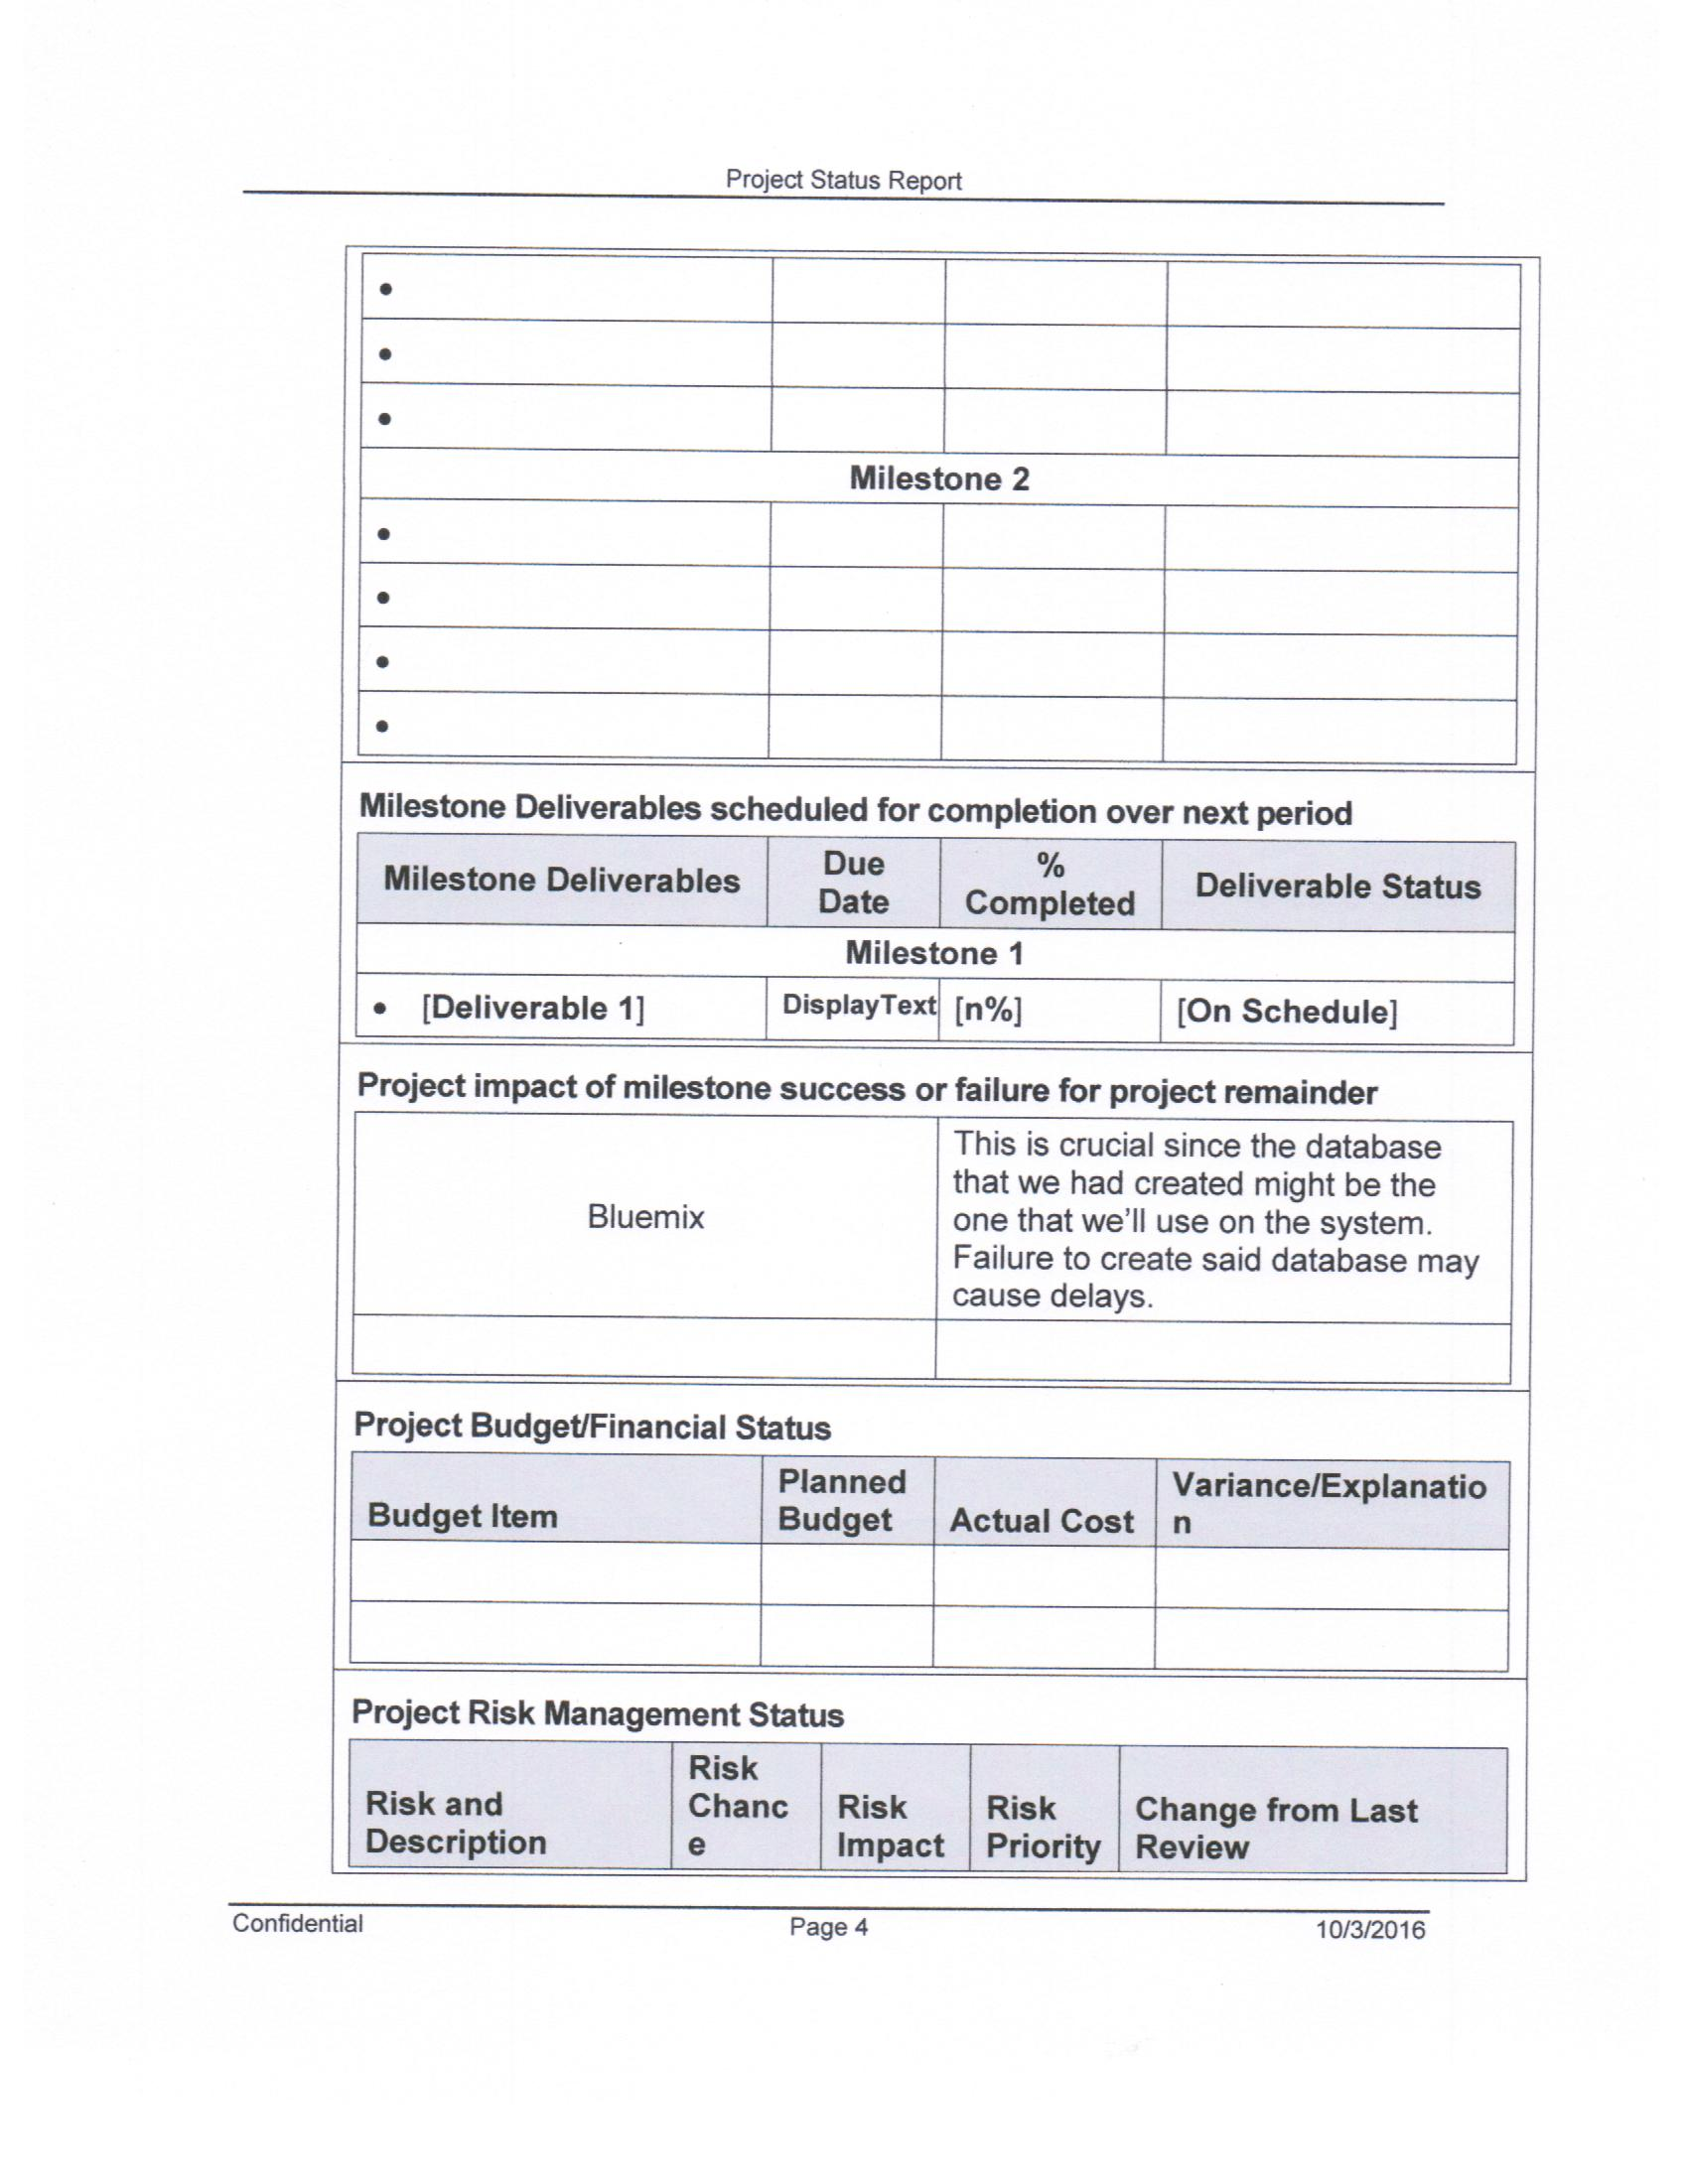 Project Status Report
•
•
•
Milestone 2
•
•
•
•
Milestone Deliverables scheduled for completion over next period
Milestone Deliverables
Due
Date
%
Completed
Deliverable Status
Milestone 1
• [Deliverable 1]
DisplayText
[n%]
[On Schedule]
Project impact of milestone success or failure for project remainder
Bluemix
This is crucial since the database
that we had created might be the
one that we'll use on the system.
Failure to create said database may
cause delays.
Project Budget/Financial Status
Budget Item
Planned
Budget
Actual Cost
Variance/Explanatio
n
Project Risk Management Status
Risk and
Description
Risk
Chanc
e
Risk
Impact
Risk
Priority
Change from Last
Review
Confidential
Page 4
10/3/2016